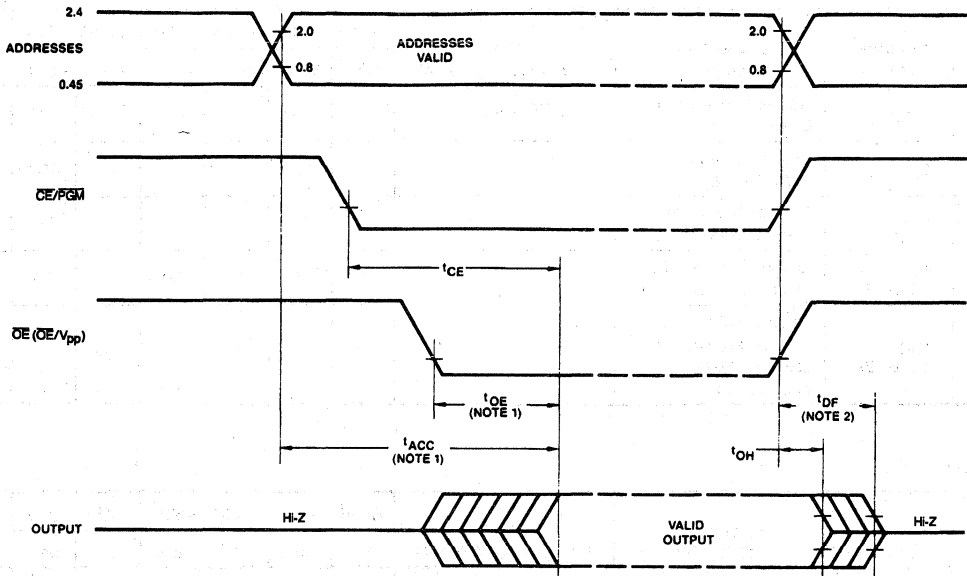 2.4
ADDRESSES
0.45
2.0
0.8
ADDRESSES
VALID
2.0
0.8
CE/PGM
tCE
OE (OE/Vpp)
tOE
(NOTE 1)
tDF
(NOTE 2)
tACC
(NOTE 1)
tOH
OUTPUT
Hi-Z
VALID
OUTPUT
Hi-Z